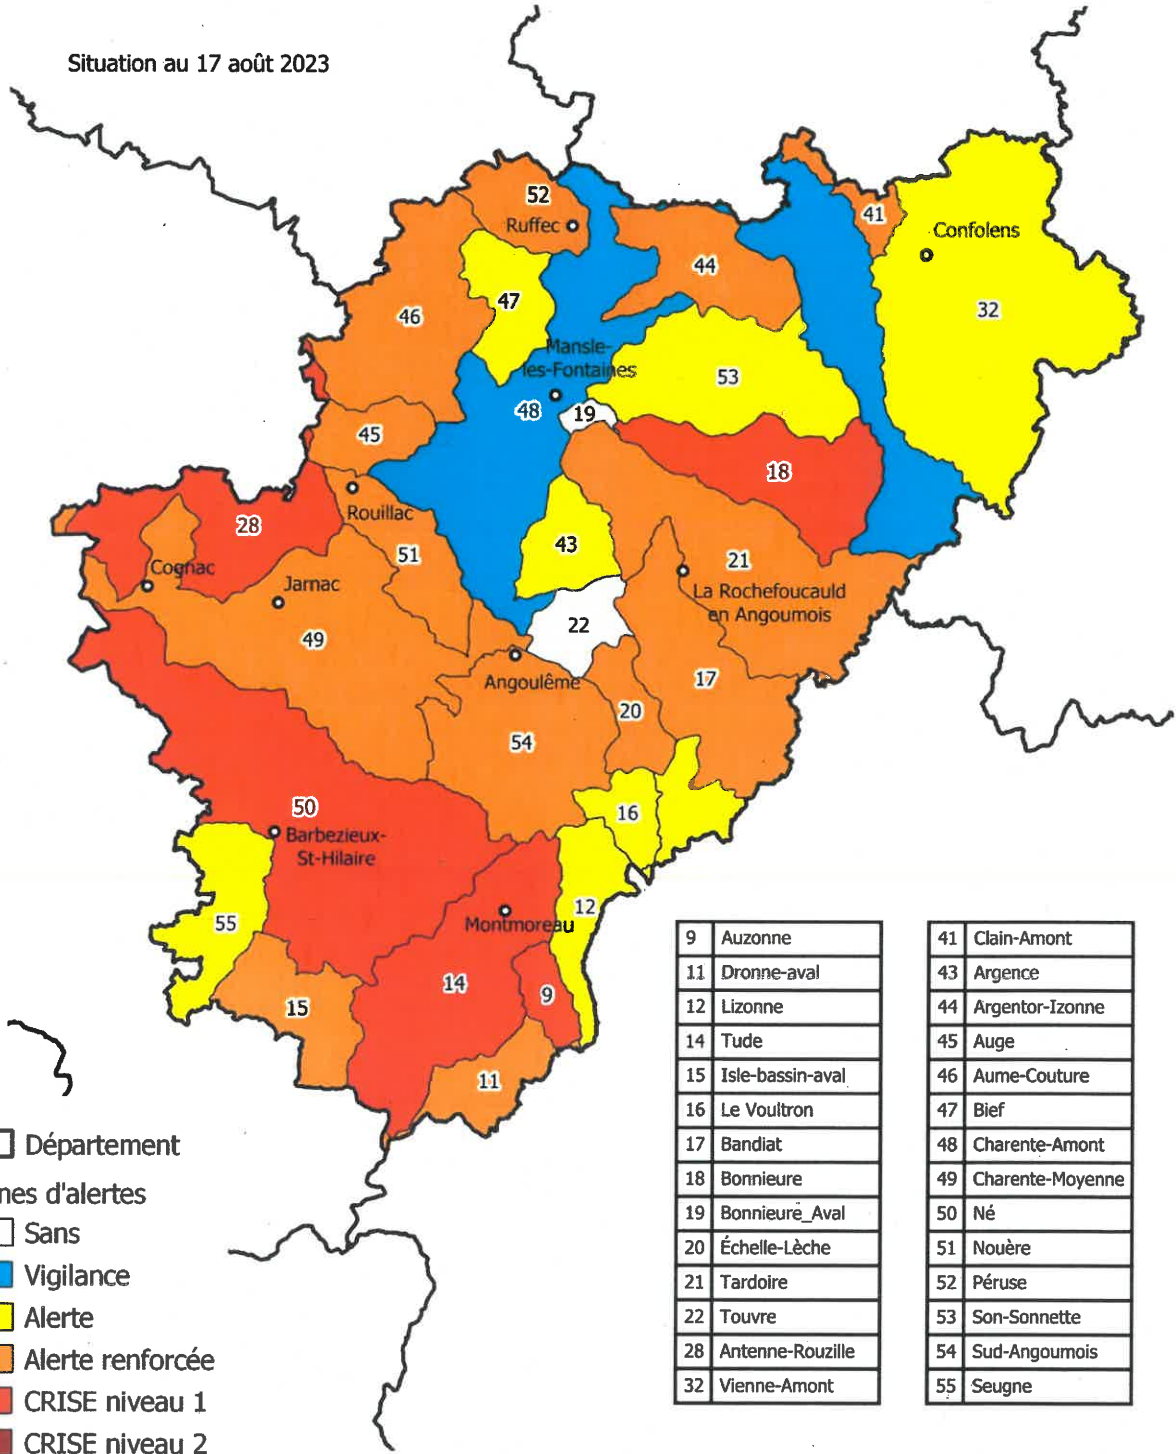 Situation au 17 août 2023
52
Ruffec
41
Confolens
44
47
46
32
Mansle-
les-Fontaines
53
48
19
45
18
Rouillac
28
43
51
21
Cognac
Jarnac
La Rochefoucauld
en Angoumois
22
49
Angoulême
17
20
54
50
16
Barbezieux-
St-Hilaire
12
55
Montmoreau
14
9
15
11
9 Auzonne
11 Dronne-aval
12 Lizonne
14 Tude
15 Isle-bassin-aval
16 Le Voultron
17 Bandiat
18 Bonnieure
19 Bonnieure_Aval
20 Échelle-Lèche
21 Tardoire
22 Touvre
28 Antenne-Rouzille
32 Vienne-Amont
41 Clain-Amont
43 Argence
44 Argentor-Izonne
45 Auge
46 Aume-Couture
47 Bief
48 Charente-Amont
49 Charente-Moyenne
50 Né
51 Nouère
52 Péruse
53 Son-Sonnette
54 Sud-Angoumois
55 Seugne
Département
nes d'alertes
Sans
Vigilance
Alerte
Alerte renforcée
CRISE niveau 1
CRISE niveau 2